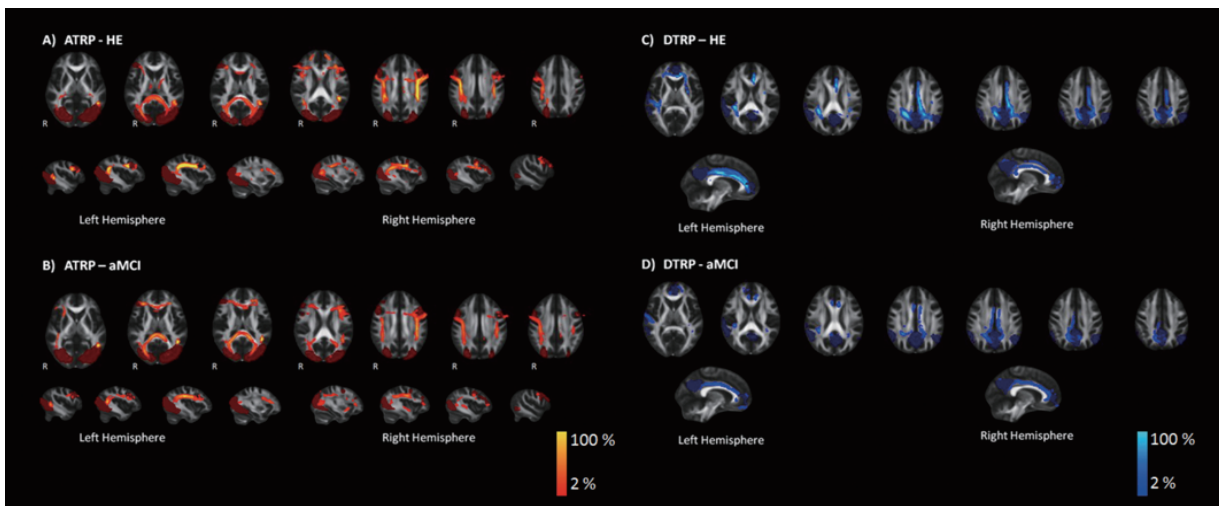 A) ATRP - HE
R
R
R
R
R
R
R
Left Hemisphere
Right Hemisphere
B) ATRP – aMCI
R
R
R
R
R
R
R
Left Hemisphere
Right Hemisphere
100 %
2 %
C) DTRP – HE
Left Hemisphere
Right Hemisphere
D) DTRP - aMCI
Left Hemisphere
Right Hemisphere
100 %
2 %